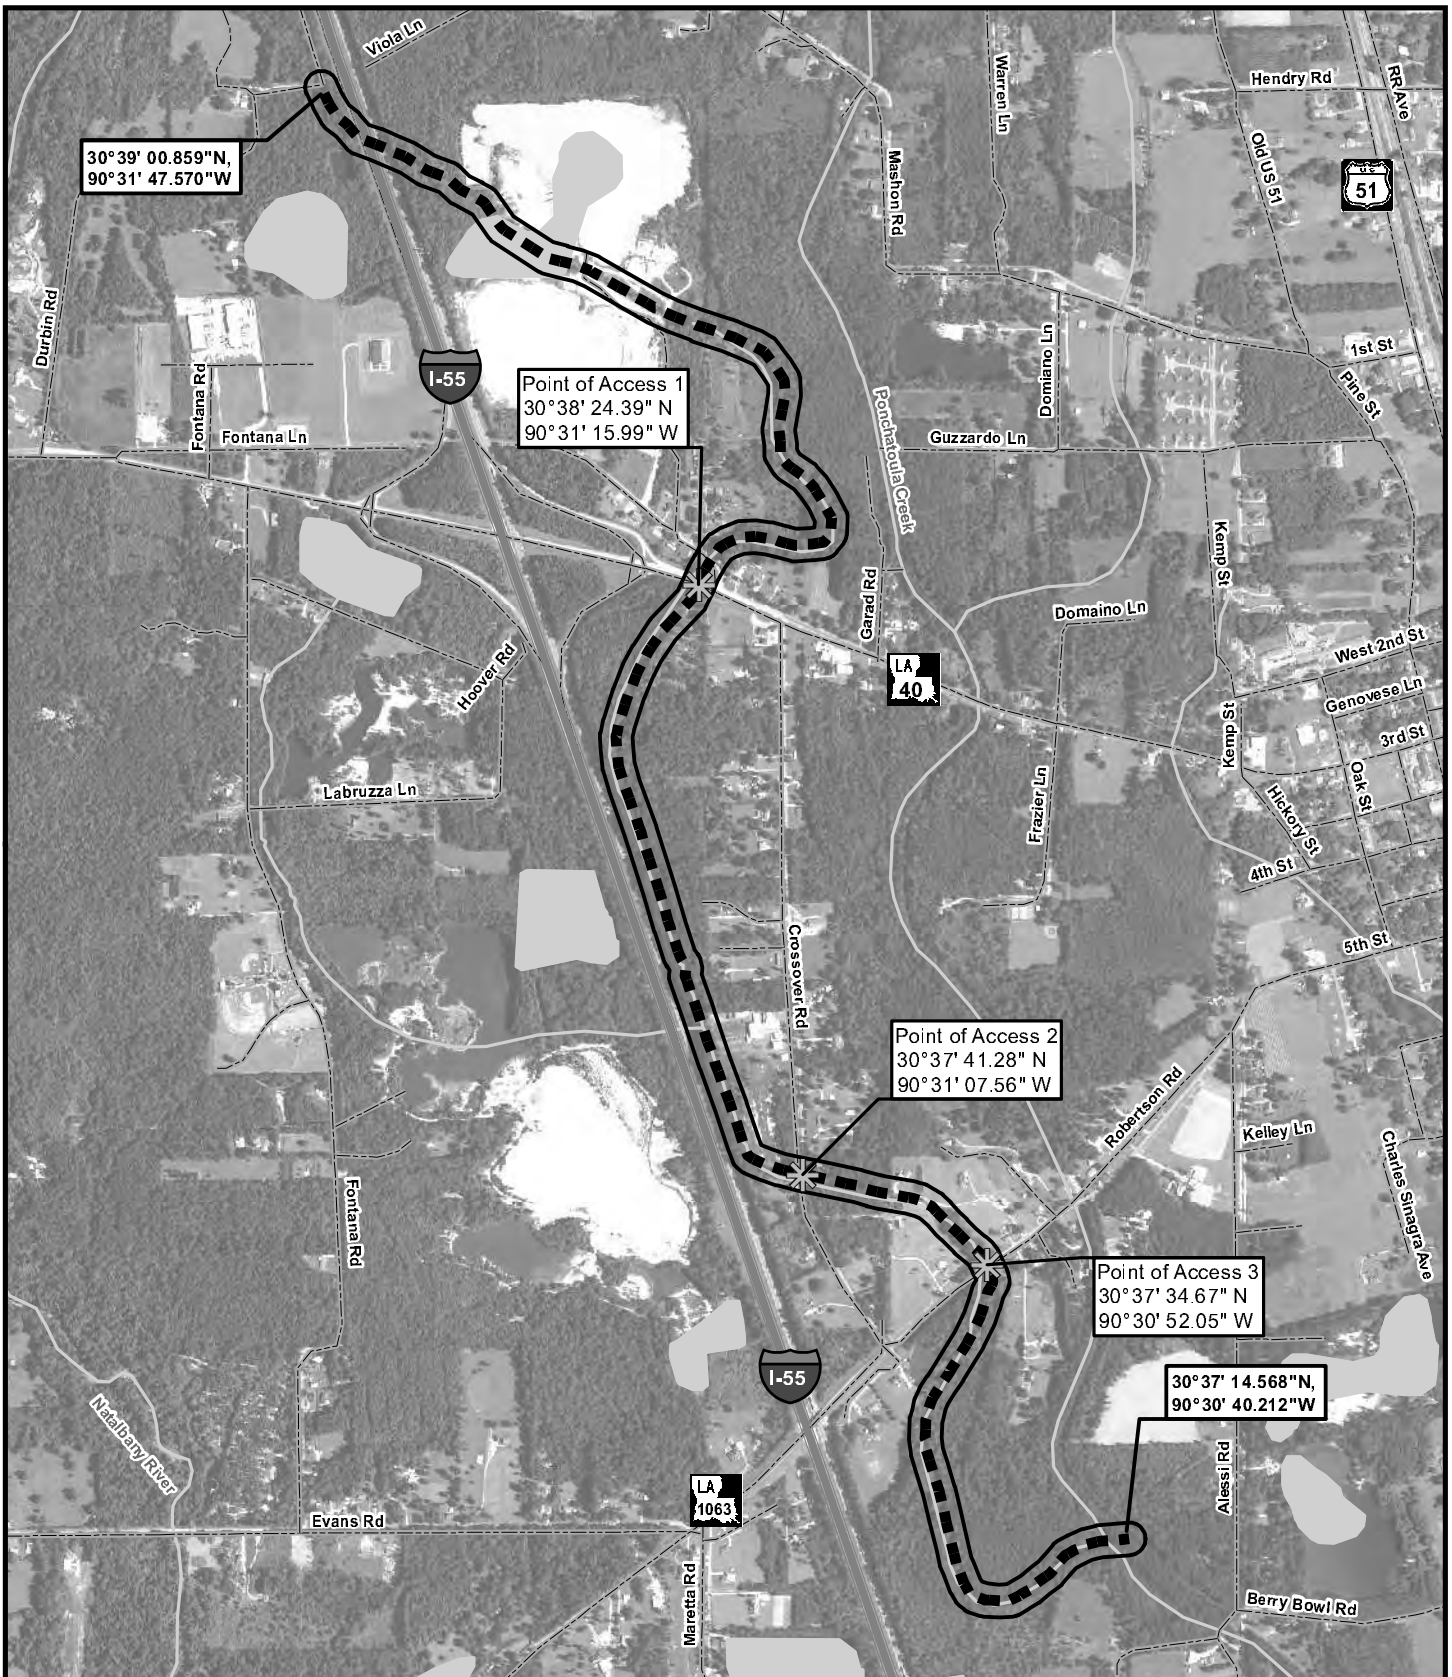 Viola Ln
Warren Ln
Hendry Rd
RR Ave
Old US 51
US
51
30°39' 00.859"N,
90°31' 47.570"W
Mashon Rd
Durbin Rd
Domiano Ln
1st St
Pine St
I-55
Point of Access 1
30°38' 24.39" N
90°31' 15.99" W
Fontana Rd
Fontana Ln
Guzzardo Ln
Ponchatoula Creek
Kemp St
Garad Rd
Domaino Ln
Hoover Rd
LA
40
West 2nd St
Genovese Ln
3rd St
Kemp St
Oak St
Labruzza Ln
Frazier Ln
Hickory St
4th St
5th St
Crossover Rd
Point of Access 2
30°37' 41.28" N
90°31' 07.56" W
Robertson Rd
Kelley Ln
Charles Sinagra Ave
Fontana Rd
Point of Access 3
30°37' 34.67" N
90°30' 52.05" W
I-55
30°37' 14.568"N,
90°30' 40.212"W
Natalbany River
Alessi Rd
LA
1063
Evans Rd
Maretta Rd
Berry Bowl Rd